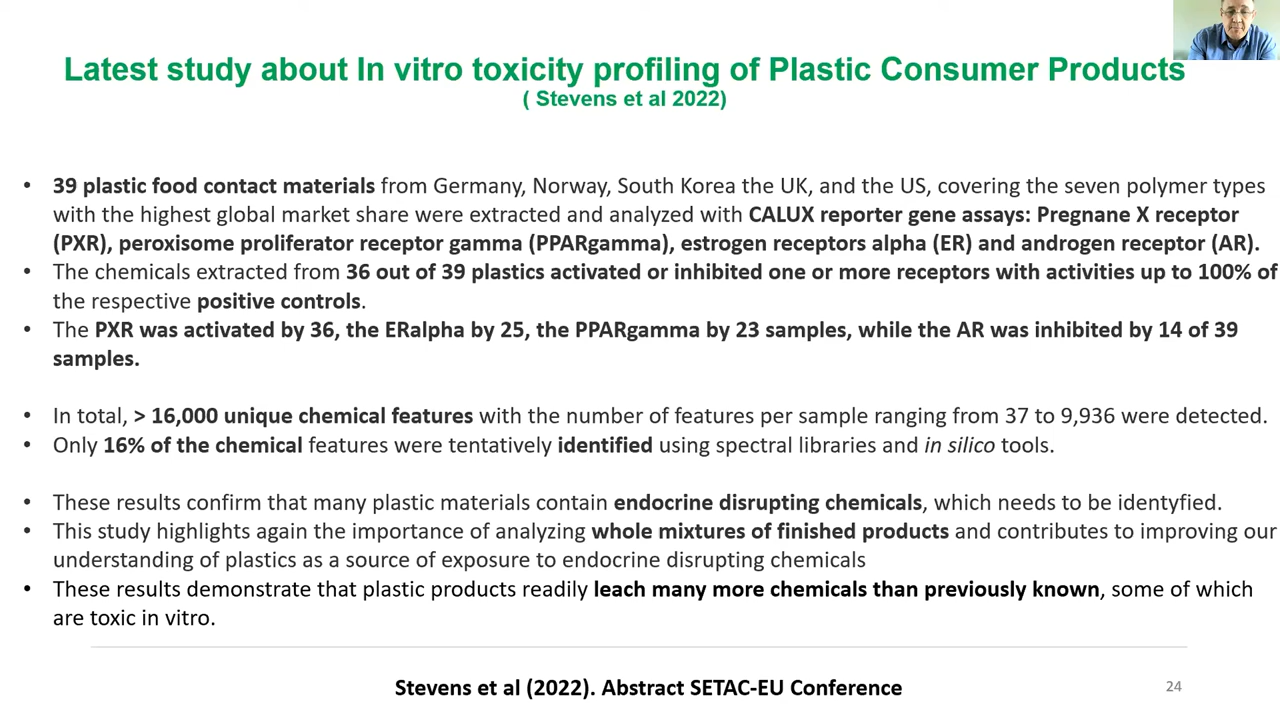 Latest study about In vitro toxicity profiling of Plastic Consumer Products
( Stevens et al 2022)
• 39 plastic food contact materials from Germany, Norway, South Korea the UK, and the US, covering the seven polymer types
with the highest global market share were extracted and analyzed with CALUX reporter gene assays: Pregnane X receptor
(PXR), peroxisome proliferator receptor gamma (PPARgamma), estrogen receptors alpha (ER) and androgen receptor (AR).
• The chemicals extracted from 36 out of 39 plastics activated or inhibited one or more receptors with activities up to 100% of
the respective positive controls.
• The PXR was activated by 36, the ERalpha by 25, the PPARgamma by 23 samples, while the AR was inhibited by 14 of 39
samples.
• In total, > 16,000 unique chemical features with the number of features per sample ranging from 37 to 9,936 were detected.
• Only 16% of the chemical features were tentatively identified using spectral libraries and in silico tools.
• These results confirm that many plastic materials contain endocrine disrupting chemicals, which needs to be identyfied.
• This study highlights again the importance of analyzing whole mixtures of finished products and contributes to improving our
understanding of plastics as a source of exposure to endocrine disrupting chemicals
• These results demonstrate that plastic products readily leach many more chemicals than previously known, some of which
are toxic in vitro.
Stevens et al (2022). Abstract SETAC-EU Conference
24